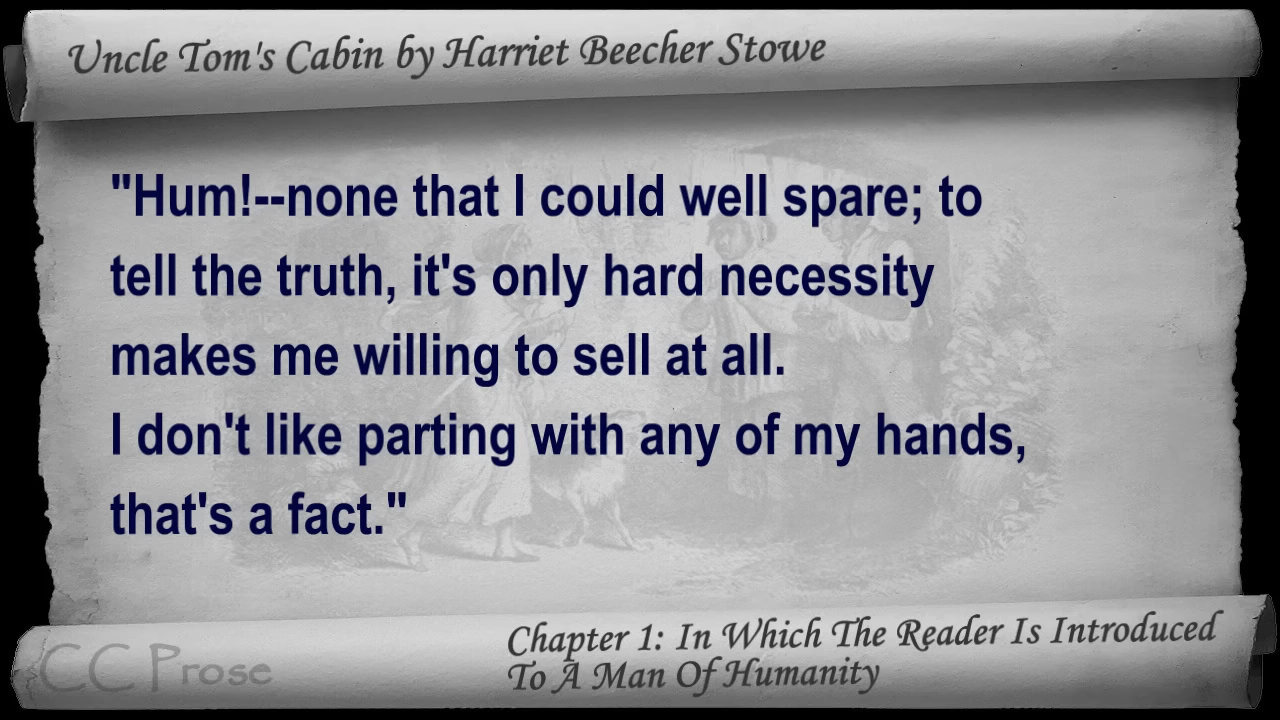 Uncle Tom's Cabin by Harriet Beecher Stowe
"Hum!--none that I could well spare; to
tell the truth, it's only hard necessity
makes me willing to sell at all.
I don't like parting with any of my hands,
that's a fact."
CC Prose
Chapter 1: In Which The Reader Is Introduced
To A Man Of Humanity